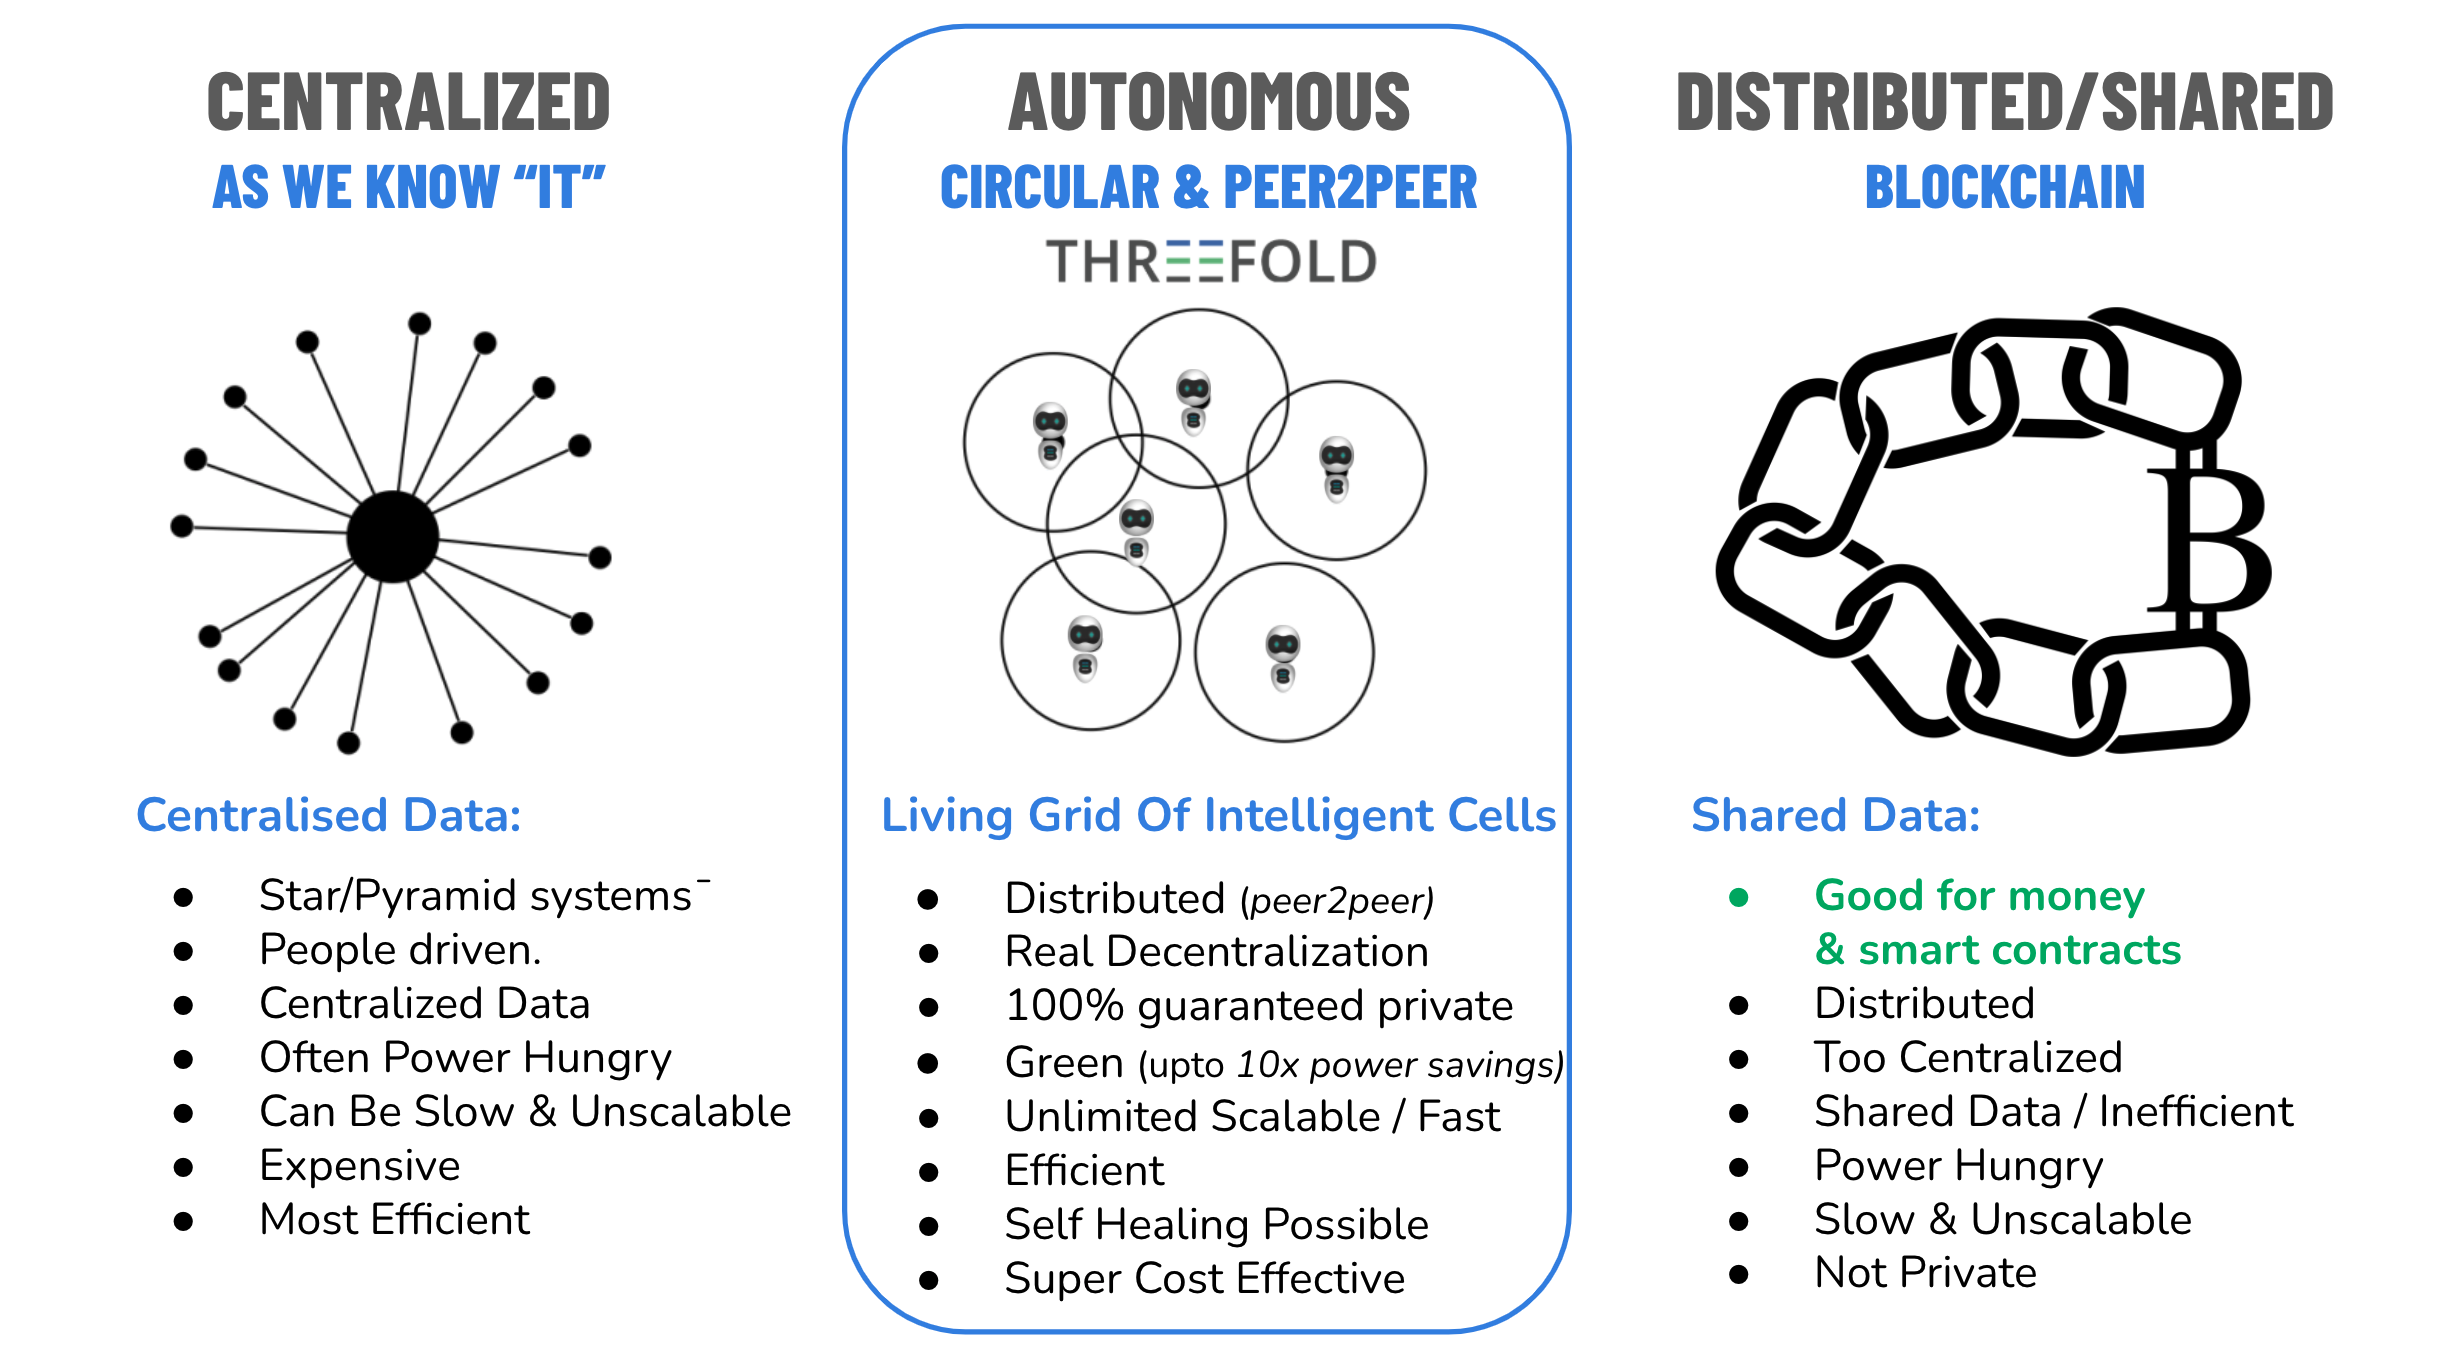 CENTRALIZED
AS WE KNOW “IT”
Centralised Data:
● Star/Pyramid systems¯
● People driven.
● Centralized Data
● Often Power Hungry
● Can Be Slow & Unscalable
● Expensive
● Most Efficient
AUTONOMOUS
CIRCULAR & PEER2PEER
THREEFOLD
Living Grid Of Intelligent Cells
● Distributed (peer2peer)
● Real Decentralization
● 100% guaranteed private
● Green (upto 10x power savings)
● Unlimited Scalable / Fast
● Efficient
● Self Healing Possible
● Super Cost Effective
DISTRIBUTED/SHARED
BLOCKCHAIN
B
Shared Data:
● Good for money
& smart contracts
● Distributed
● Too Centralized
● Shared Data / Inefficient
● Power Hungry
● Slow & Unscalable
● Not Private